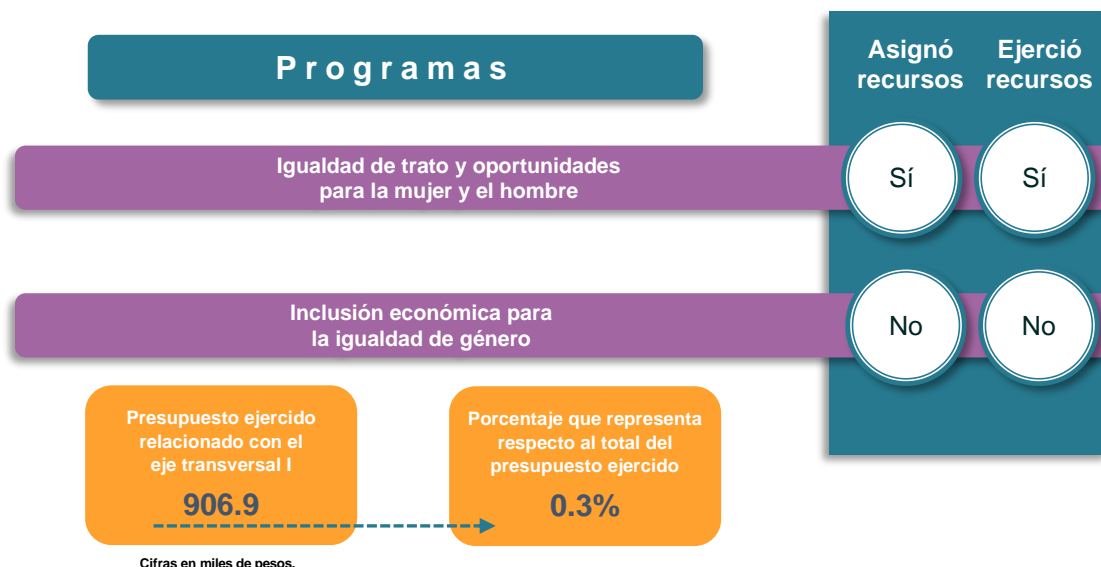 Programas
Asignó
recursos
Ejerció
recursos
Igualdad de trato y oportunidades
para la mujer y el hombre
Sí
Sí
Inclusión económica para
la igualdad de género
No
No
Presupuesto ejercido
relacionado con el
eje transversal I
906.9
Porcentaje que representa
respecto al total del
presupuesto ejercido
0.3%
Cifras en miles de pesos.